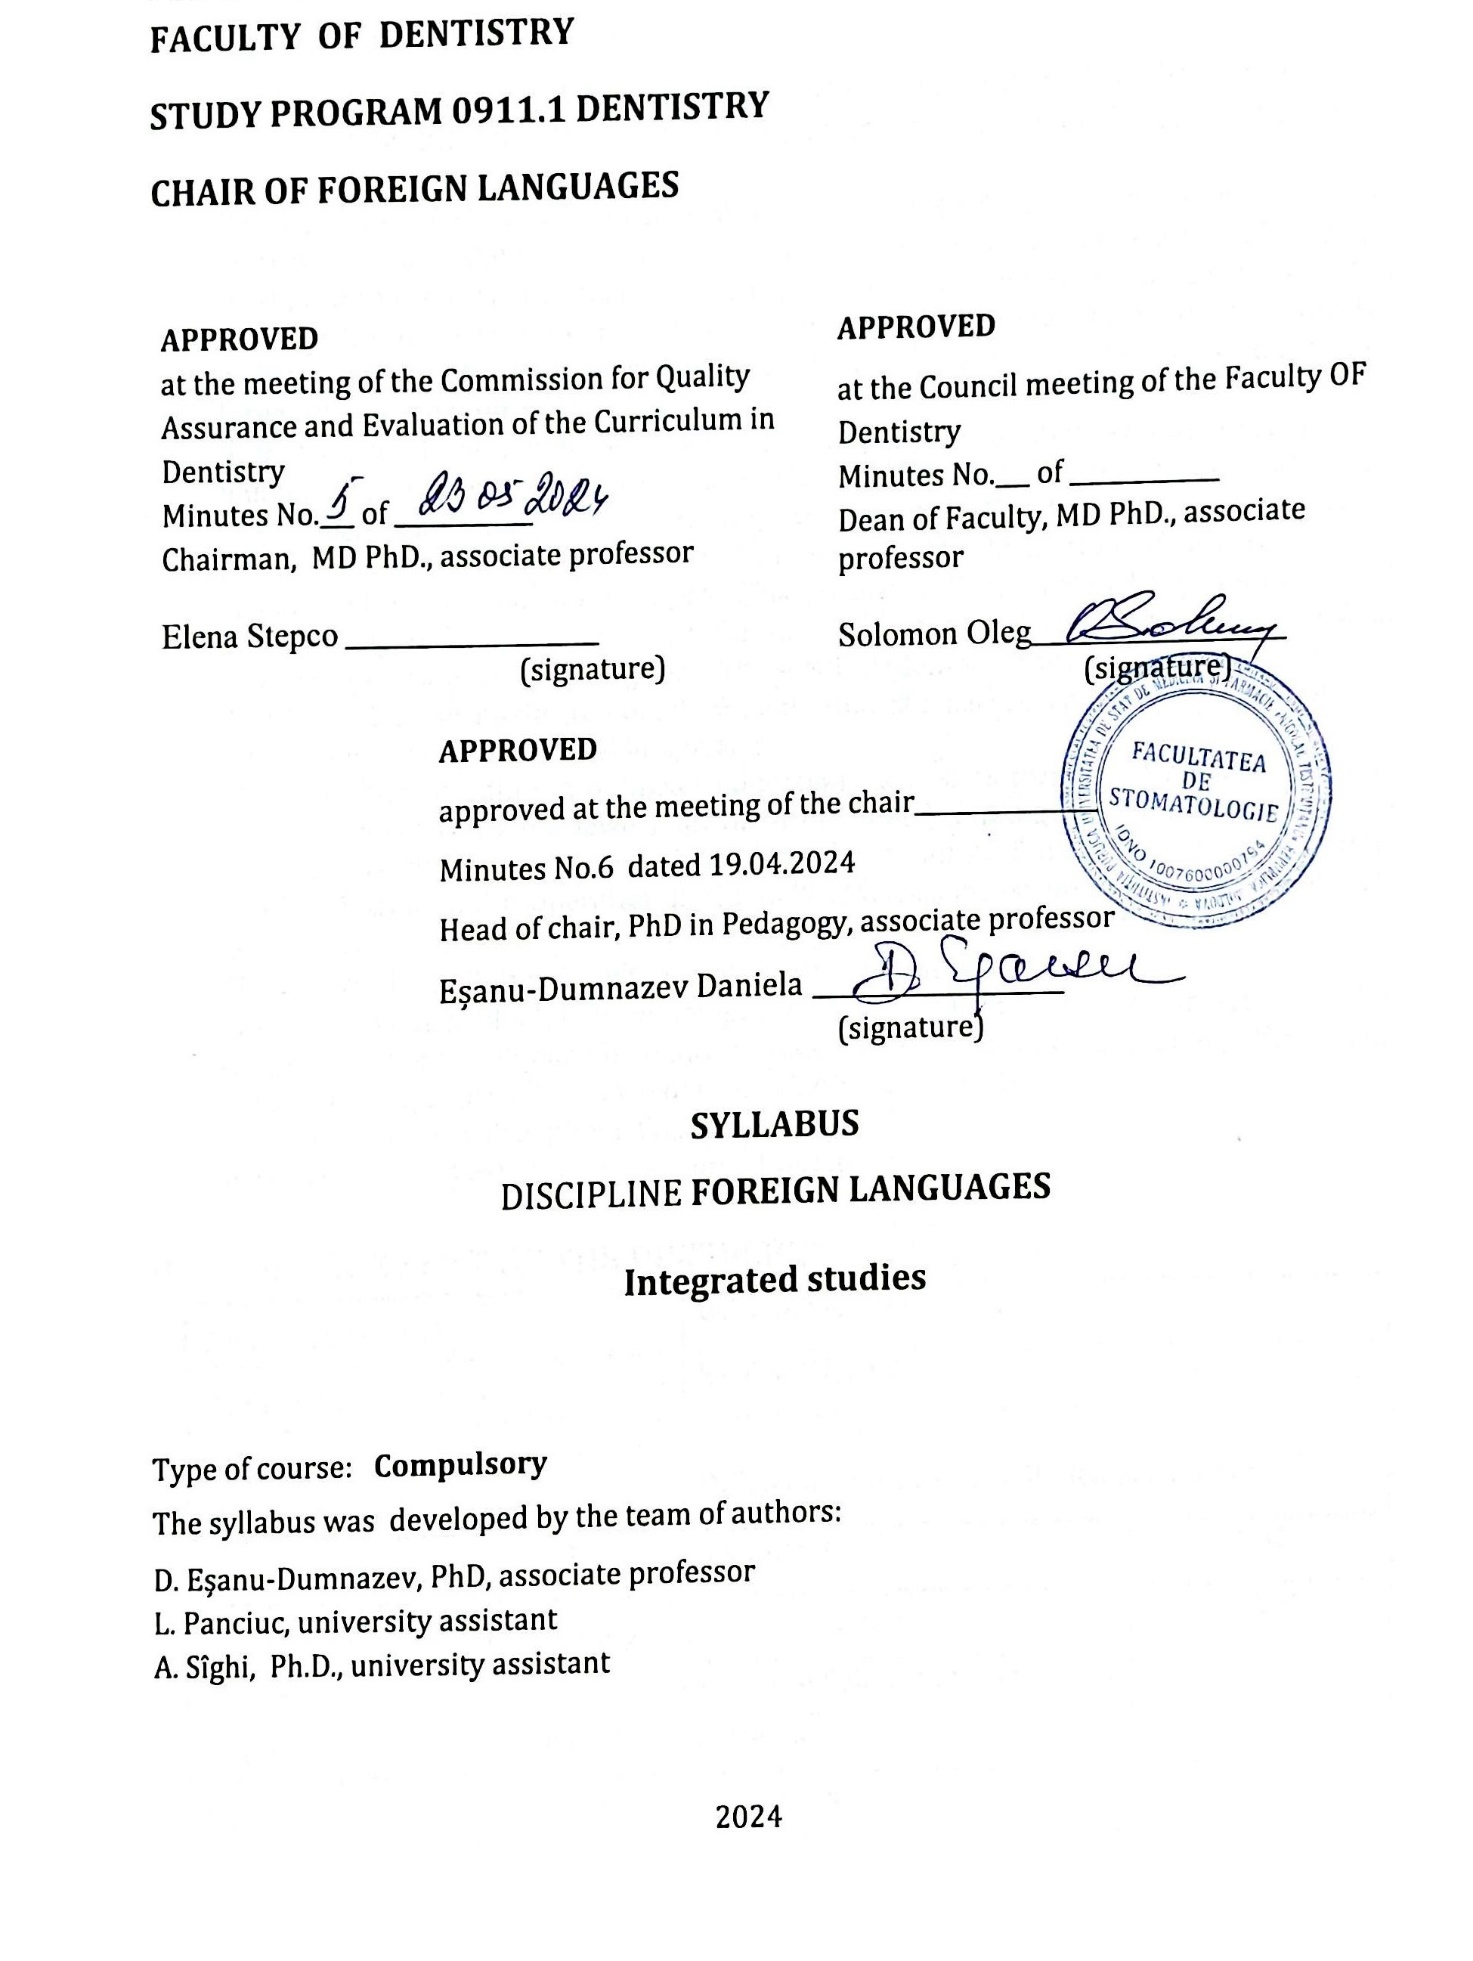 FACULTY OF DENTISTRY
STUDY PROGRAM 0911.1 DENTISTRY
CHAIR OF FOREIGN LANGUAGES
APPROVED
at the meeting of the Commission for Quality
Assurance and Evaluation of the Curriculum in
Dentistry
Minutes No. 5 of 23 05 2024
Chairman, MD PhD., associate professor
Elena Stepco ____________
(signature)
APPROVED
at the Council meeting of the Faculty OF
Dentistry
Minutes No.__ of __________
Dean of Faculty, MD PhD., associate
professor
Solomon Oleg
(signature)
FACULTATEA
DE
STOMATOLOGIE
IDNO 1007600000794
APPROVED
approved at the meeting of the chair____________
Minutes No.6 dated 19.04.2024
Head of chair, PhD in Pedagogy, associate professor
Eşanu-Dumnazev Daniela
(signature)
SYLLABUS
DISCIPLINE FOREIGN LANGUAGES
Integrated studies
Type of course: Compulsory
The syllabus was developed by the team of authors:
D. Eşanu-Dumnazev, PhD, associate professor
L. Panciuc, university assistant
A. Sîghi, Ph.D., university assistant
2024